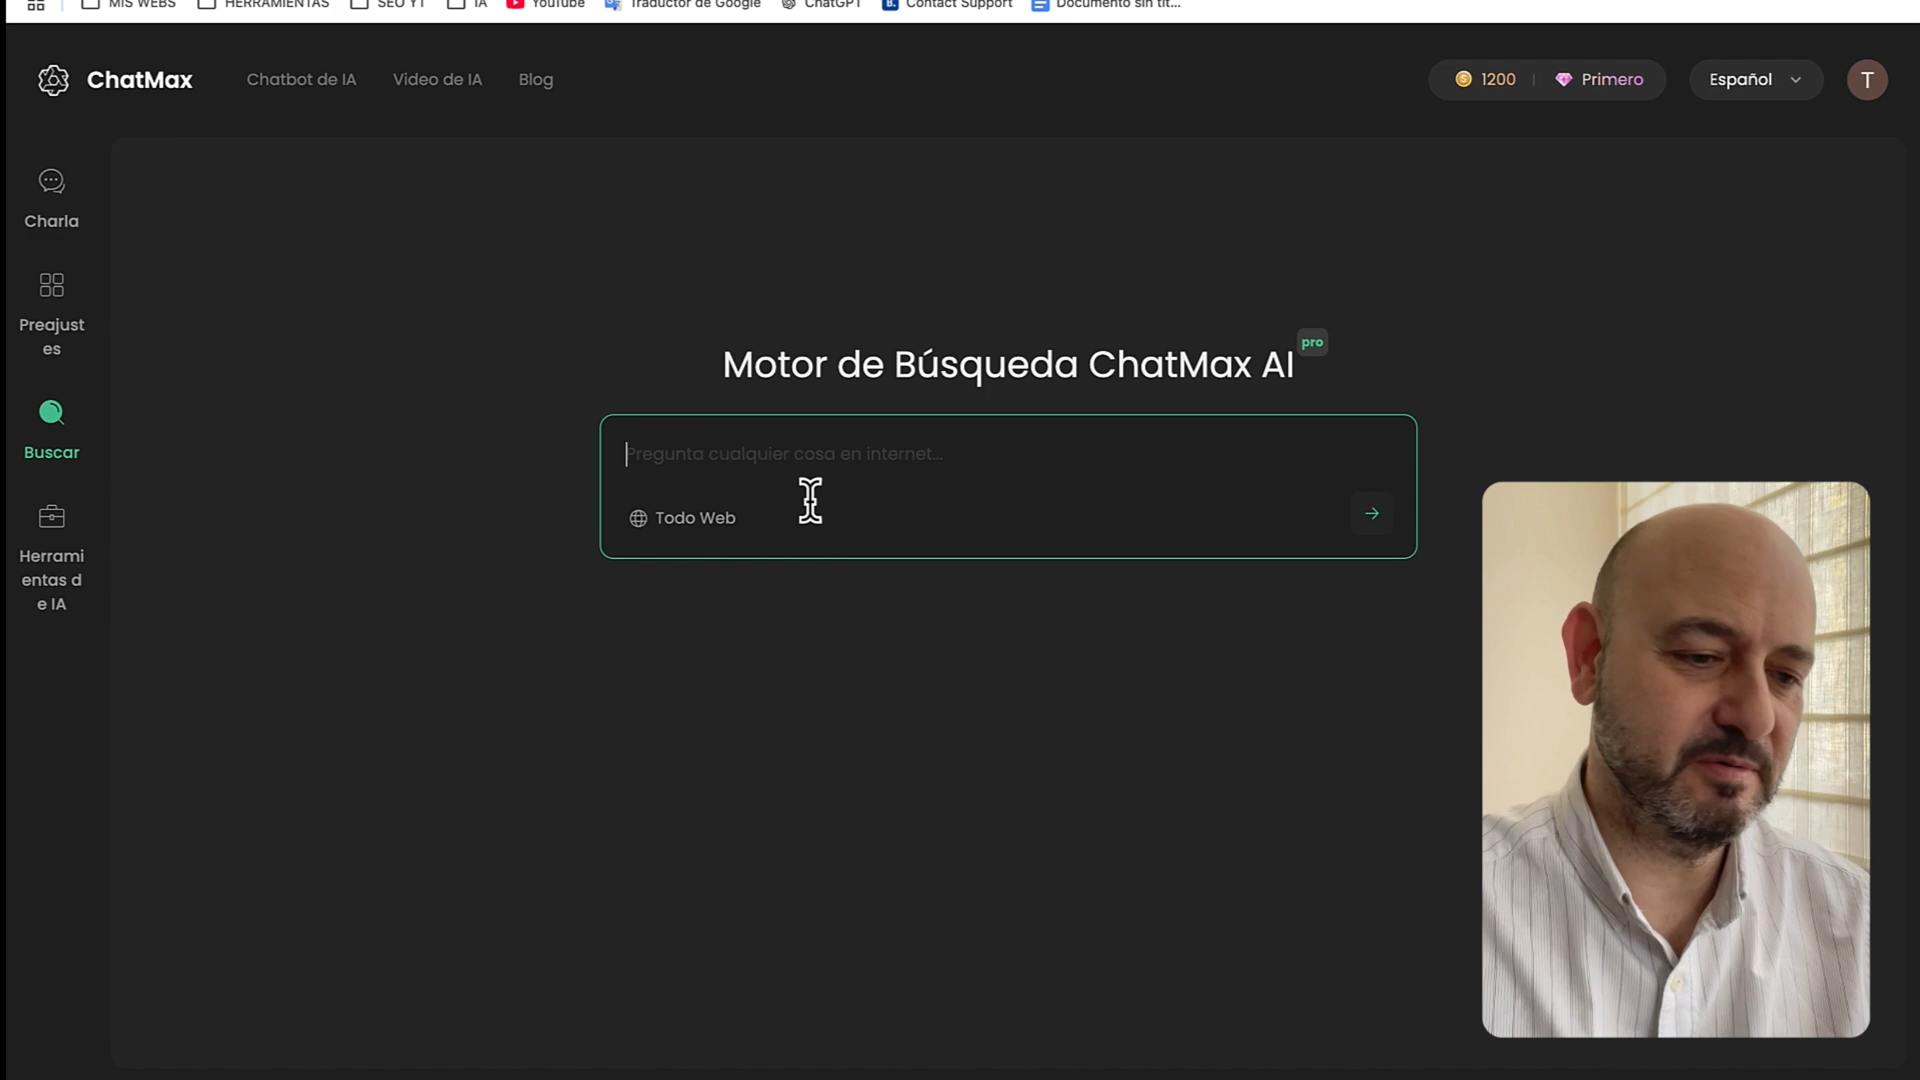 MIS WEBS HERRAMIENTAS SEO YT IA YouTube Traductor de Google ChatGPT B. Contact Support Documento sin tít...
ChatMax Chatbot de IA Video de IA Blog 1200 Primero Español T
Charla
Preajust
es
Buscar
Herrami
entas d
e IA
Motor de Búsqueda ChatMax AI pro
Pregunta cualquier cosa en internet...
Todo Web